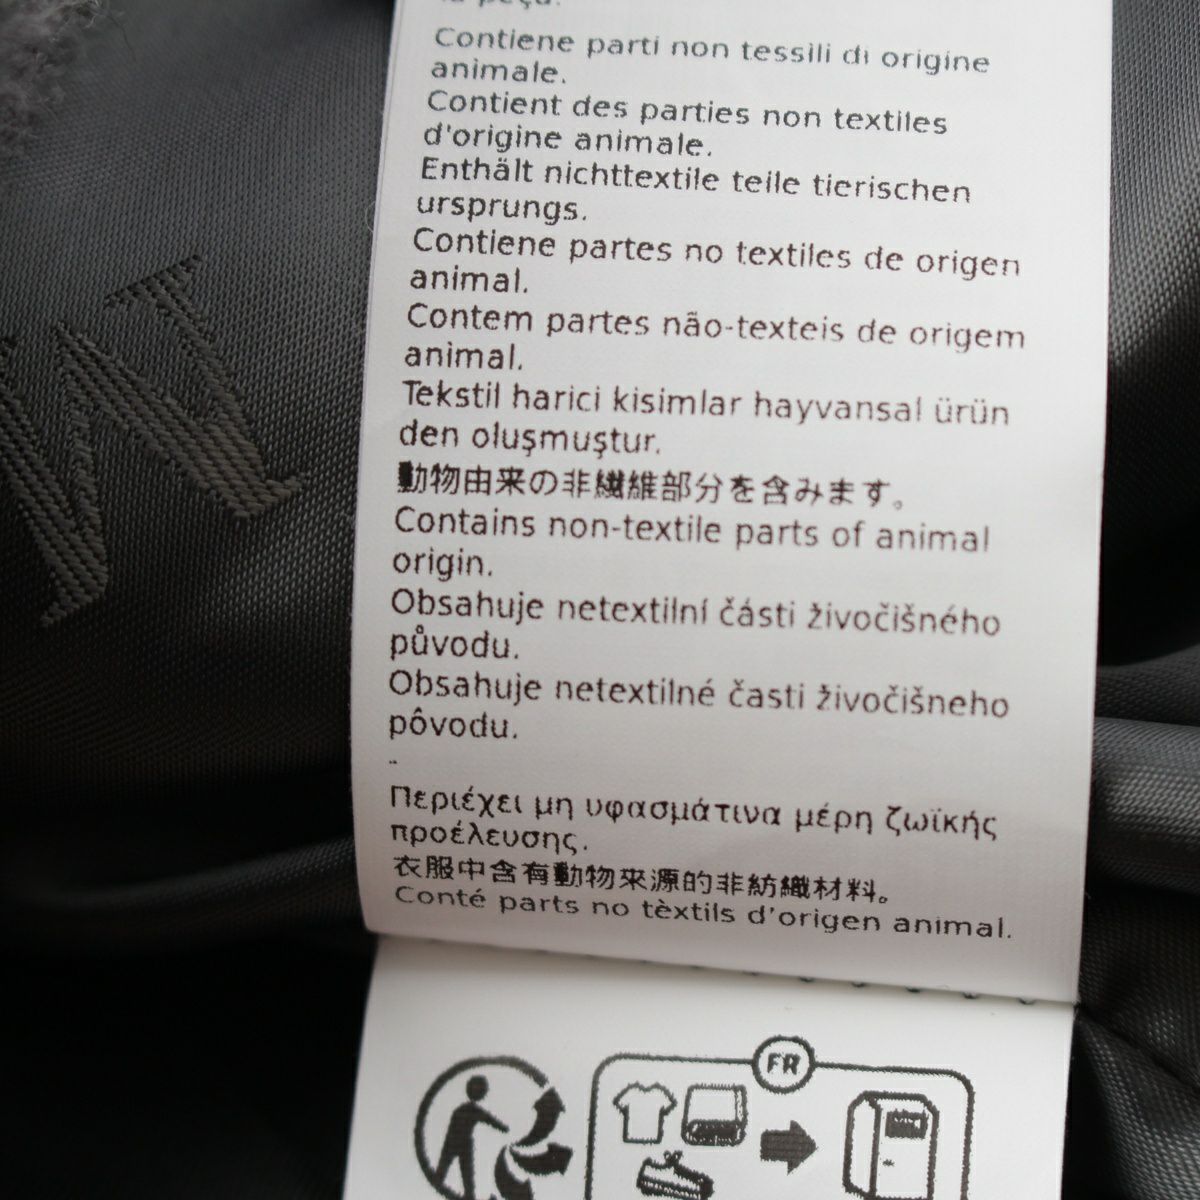 la peça.
Contiene parti non tessili di origine
animale.
Contient des parties non textiles
d'origine animale.
Enthält nichttextile teile tierischen
ursprungs.
Contiene partes no textiles de origen
animal.
Contem partes não-texteis de origem
animal.
Tekstil harici kisimlar hayvansal ürün
den oluşmuştur.
動物由来の非繊維部分を含みます。
Contains non-textile parts of animal
origin.
Obsahuje netextilní části živočišného
původu.
Obsahuje netextilné časti živočišneho
pôvodu.
Περιέχει μη υφασμάτινα μέρη ζωϊκής
προέλευσης.
衣服中含有動物來源的非紡織材料。
Conté parts no tèxtils d'origen animal.
FR
M